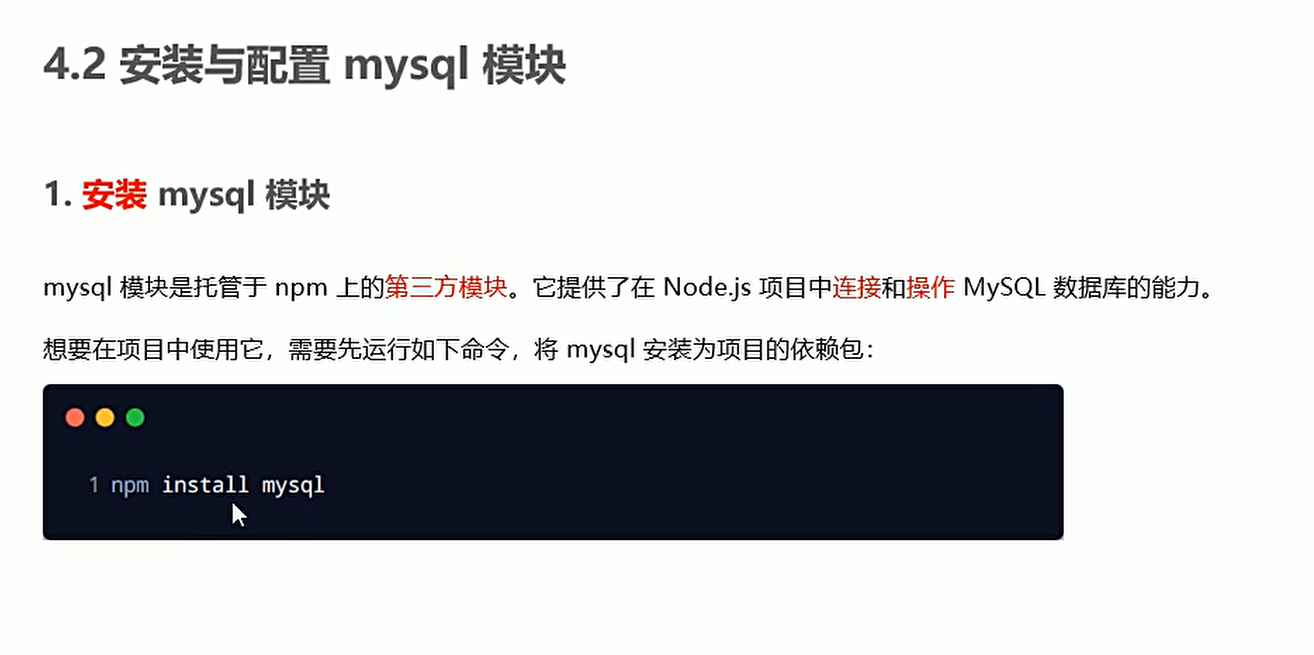 4.2 安装与配置 mysql 模块
1. 安装 mysql 模块
mysql 模块是托管于 npm 上的第三方模块。它提供了在 Node.js 项目中连接和操作 MySQL 数据库的能力。
想要在项目中使用它，需要先运行如下命令，将 mysql 安装为项目的依赖包：
1 npm install mysql